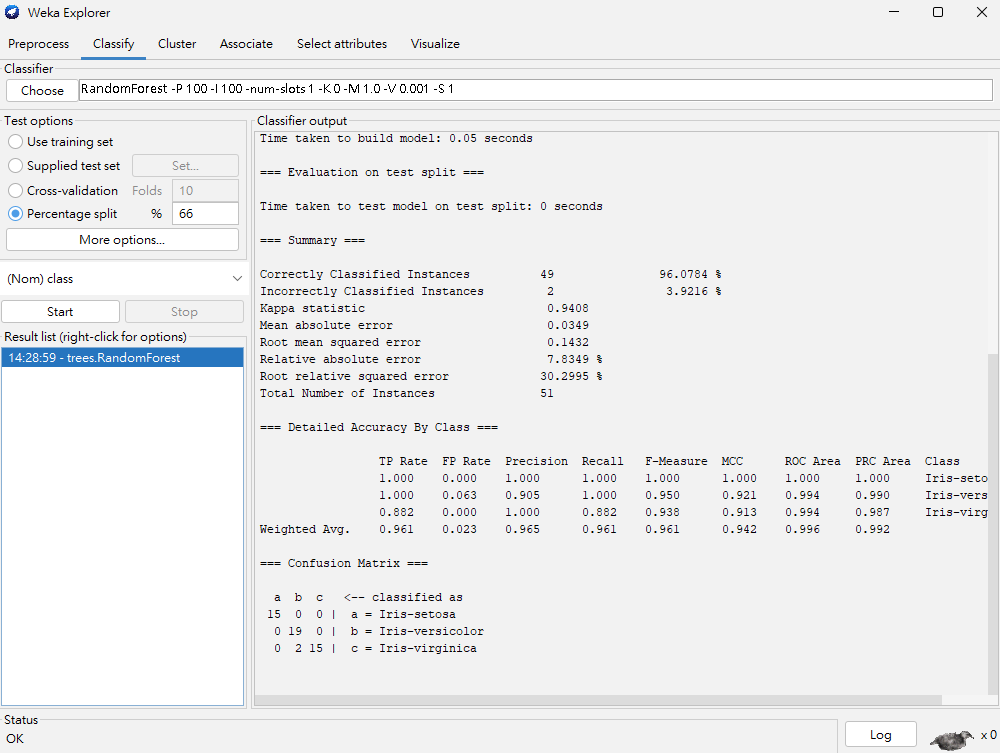 Weka Explorer
Preprocess Classify Cluster Associate Select attributes Visualize
Classifier
Choose RandomForest -P 100 -I 100 -num-slots 1 -K 0 -M 1.0 -V 0.001 -S 1
Test options
Use training set
Supplied test set Set...
Cross-validation Folds 10
Percentage split % 66
More options...
(Nom) class
Start Stop
Result list (right-click for options)
14:28:59 - trees.RandomForest
Classifier output
Time taken to build model: 0.05 seconds
=== Evaluation on test split ===
Time taken to test model on test split: 0 seconds
=== Summary ===
Correctly Classified Instances 49 96.0784 %
Incorrectly Classified Instances 2 3.9216 %
Kappa statistic 0.9408
Mean absolute error 0.0349
Root mean squared error 0.1432
Relative absolute error 7.8349 %
Root relative squared error 30.2995 %
Total Number of Instances 51
=== Detailed Accuracy By Class ===
TP Rate FP Rate Precision Recall F-Measure MCC ROC Area PRC Area Class
1.000 0.000 1.000 1.000 1.000 1.000 1.000 1.000 Iris-seto
1.000 0.063 0.905 1.000 0.950 0.921 0.994 0.990 Iris-vers
0.882 0.000 1.000 0.882 0.938 0.913 0.994 0.987 Iris-virg
Weighted Avg. 0.961 0.023 0.965 0.961 0.961 0.942 0.996 0.992
=== Confusion Matrix ===
a b c <-- classified as
15 0 0 | a = Iris-setosa
0 19 0 | b = Iris-versicolor
0 2 15 | c = Iris-virginica
Status
OK
Log
x 0